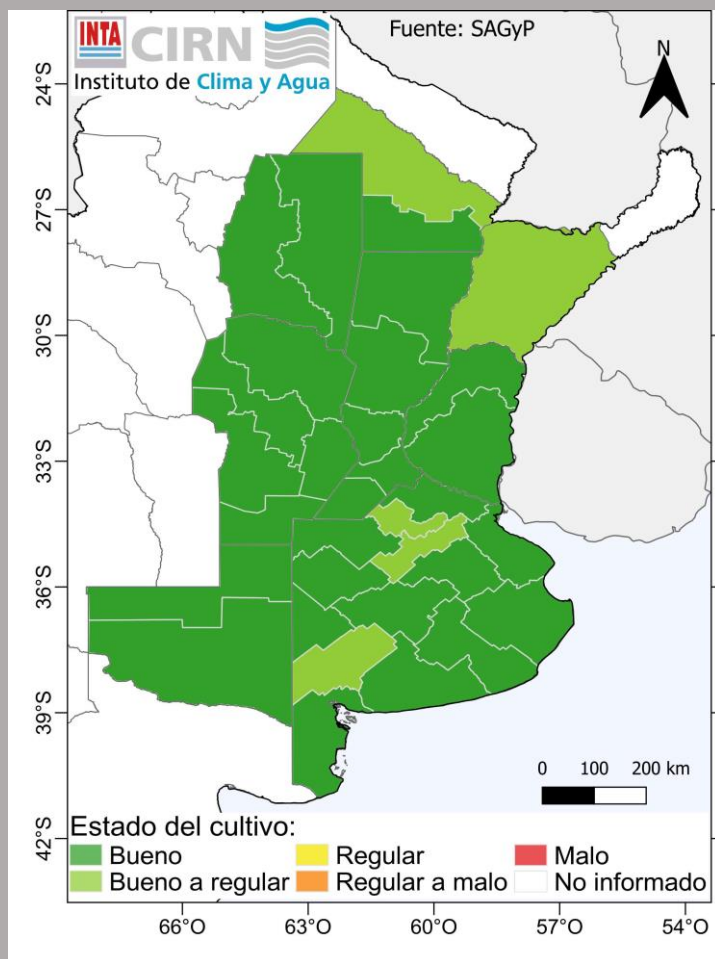 INTA CIRN
Instituto de Clima y Agua
Fuente: SAGyP
N
24°S
27°S
30°S
33°S
36°S
39°S
42°S
0 100 200 km
Estado del cultivo:
Bueno Regular Malo
Bueno a regular Regular a malo No informado
66°O 63°O 60°O 57°O 54°O